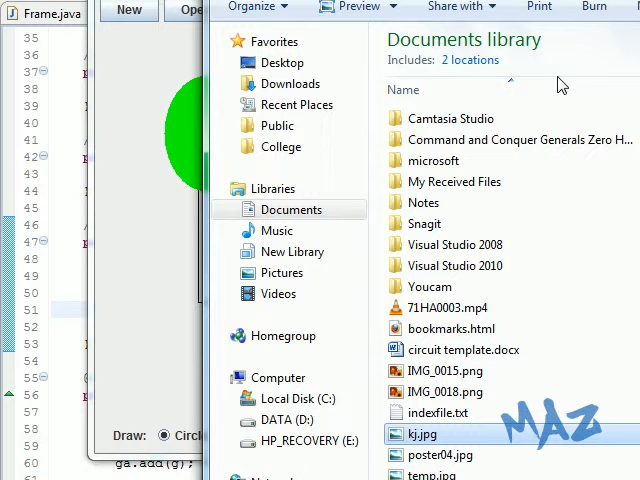 Frame.java
New
Ope
Organize
Preview
Share with
Print
Burn
35
36
37
38
39
40
41
42
43
44
45
46
47
48
49
50
51
52
53
54
55
56
60
ga.add(g);
Draw:
Circle
Favorites
Desktop
Downloads
Recent Places
Public
College
Libraries
Documents
Music
New Library
Pictures
Videos
Homegroup
Computer
Local Disk (C:)
DATA (D:)
HP_RECOVERY (E:)
Documents library
Includes: 2 locations
Name
Camtasia Studio
Command and Conquer Generals Zero H...
microsoft
My Received Files
Notes
Snagit
Visual Studio 2008
Visual Studio 2010
Youcam
71HA0003.mp4
bookmarks.html
circuit template.docx
IMG_0015.png
IMG_0018.png
indexfile.txt
kj.jpg
poster04.jpg
temp.jpg
MAZ